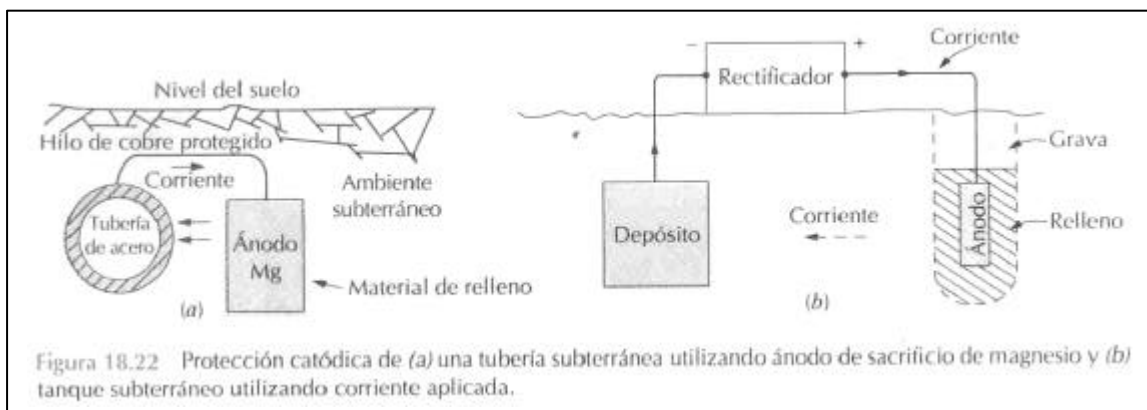 Nivel del suelo
Hilo de cobre protegido
Corriente
Ambiente
subterráneo
Tubería
de acero
Ánodo
Mg
Material de relleno
(a)
−
+
Rectificador
Corriente
Grava
Depósito
Corriente
Ánodo
Relleno
(b)
Figura 18.22 Protección catódica de (a) una tubería subterránea utilizando ánodo de sacrificio de magnesio y (b)
tanque subterráneo utilizando corriente aplicada.